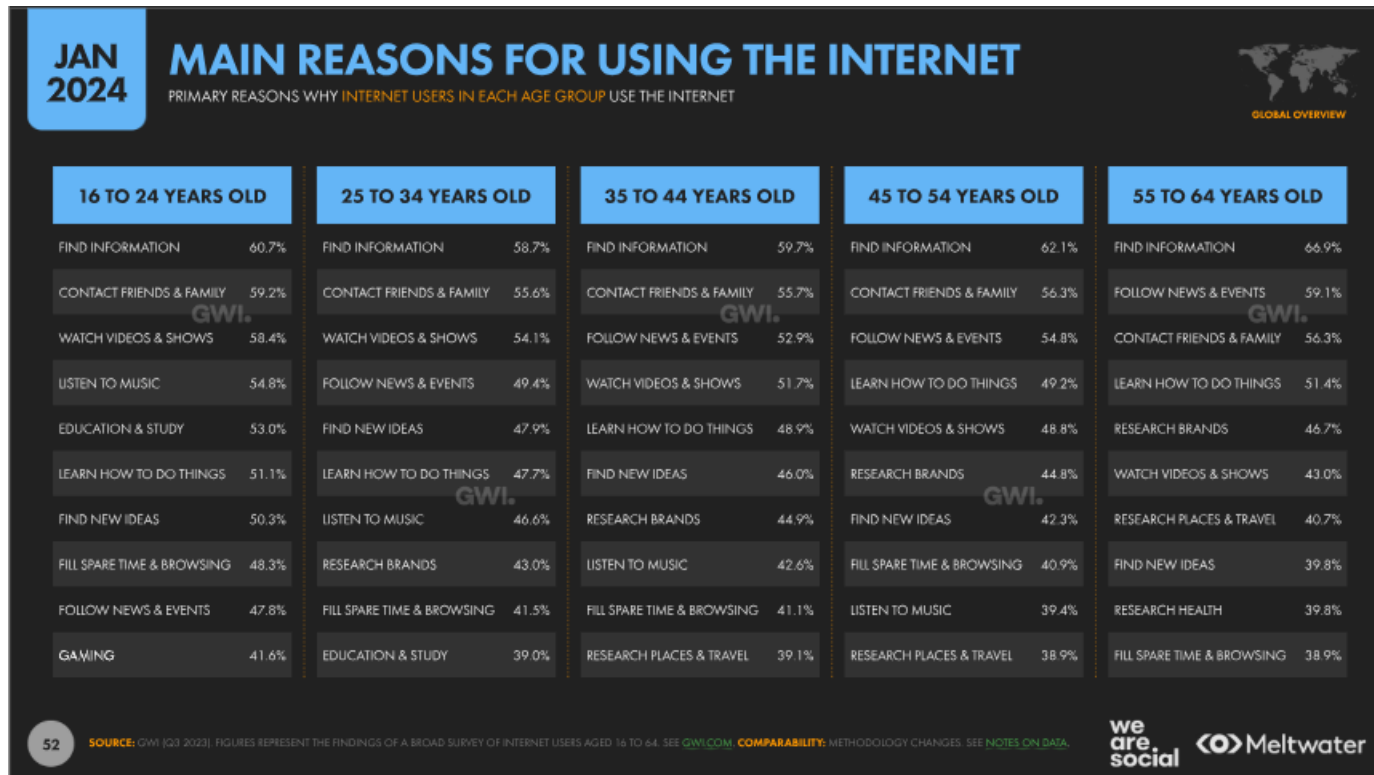 JAN
2024
MAIN REASONS FOR USING THE INTERNET
PRIMARY REASONS WHY INTERNET USERS IN EACH AGE GROUP USE THE INTERNET
GLOBAL OVERVIEW
16 TO 24 YEARS OLD
FIND INFORMATION 60.7%
CONTACT FRIENDS & FAMILY 59.2%
GWI.
WATCH VIDEOS & SHOWS 58.4%
LISTEN TO MUSIC 54.8%
EDUCATION & STUDY 53.0%
LEARN HOW TO DO THINGS 51.1%
FIND NEW IDEAS 50.3%
FILL SPARE TIME & BROWSING 48.3%
FOLLOW NEWS & EVENTS 47.8%
GAMING 41.6%
25 TO 34 YEARS OLD
FIND INFORMATION 58.7%
CONTACT FRIENDS & FAMILY 55.6%
WATCH VIDEOS & SHOWS 54.1%
FOLLOW NEWS & EVENTS 49.4%
FIND NEW IDEAS 47.9%
LEARN HOW TO DO THINGS 47.7%
GWI.
LISTEN TO MUSIC 46.6%
RESEARCH BRANDS 43.0%
FILL SPARE TIME & BROWSING 41.5%
EDUCATION & STUDY 39.0%
35 TO 44 YEARS OLD
FIND INFORMATION 59.7%
CONTACT FRIENDS & FAMILY 55.7%
GWI.
FOLLOW NEWS & EVENTS 52.9%
WATCH VIDEOS & SHOWS 51.7%
LEARN HOW TO DO THINGS 48.9%
FIND NEW IDEAS 46.0%
RESEARCH BRANDS 44.9%
LISTEN TO MUSIC 42.6%
FILL SPARE TIME & BROWSING 41.1%
RESEARCH PLACES & TRAVEL 39.1%
45 TO 54 YEARS OLD
FIND INFORMATION 62.1%
CONTACT FRIENDS & FAMILY 56.3%
FOLLOW NEWS & EVENTS 54.8%
LEARN HOW TO DO THINGS 49.2%
WATCH VIDEOS & SHOWS 48.8%
RESEARCH BRANDS 44.8%
GWI.
FIND NEW IDEAS 42.3%
FILL SPARE TIME & BROWSING 40.9%
LISTEN TO MUSIC 39.4%
RESEARCH PLACES & TRAVEL 38.9%
55 TO 64 YEARS OLD
FIND INFORMATION 66.9%
FOLLOW NEWS & EVENTS 59.1%
GWI.
CONTACT FRIENDS & FAMILY 56.3%
LEARN HOW TO DO THINGS 51.4%
RESEARCH BRANDS 46.7%
WATCH VIDEOS & SHOWS 43.0%
RESEARCH PLACES & TRAVEL 40.7%
FIND NEW IDEAS 39.8%
RESEARCH HEALTH 39.8%
FILL SPARE TIME & BROWSING 38.9%
52
SOURCE: GWI (Q3 2023). FIGURES REPRESENT THE FINDINGS OF A BROAD SURVEY OF INTERNET USERS AGED 16 TO 64. SEE GWI.COM. COMPARABILITY: METHODOLOGY CHANGES. SEE NOTES ON DATA.
we
are.
social
Meltwater